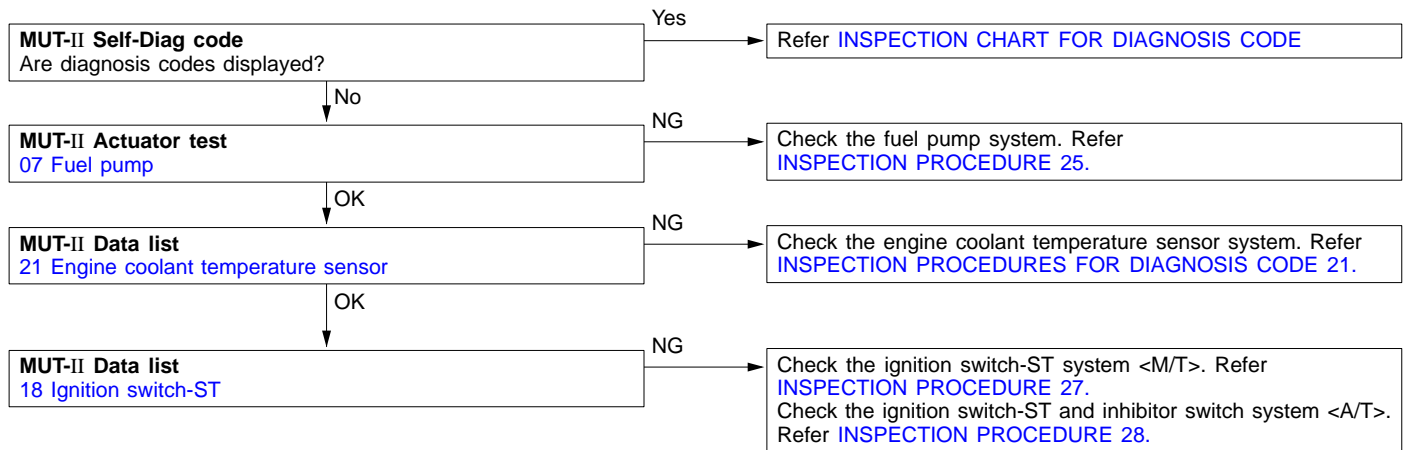 MUT-II Self-Diag code
Are diagnosis codes displayed?
Yes
Refer INSPECTION CHART FOR DIAGNOSIS CODE
No
MUT-II Actuator test
07 Fuel pump
NG
Check the fuel pump system. Refer
INSPECTION PROCEDURE 25.
OK
MUT-II Data list
21 Engine coolant temperature sensor
NG
Check the engine coolant temperature sensor system. Refer
INSPECTION PROCEDURES FOR DIAGNOSIS CODE 21.
OK
MUT-II Data list
18 Ignition switch-ST
NG
Check the ignition switch-ST system <M/T>. Refer
INSPECTION PROCEDURE 27.
Check the ignition switch-ST and inhibitor switch system <A/T>.
Refer INSPECTION PROCEDURE 28.